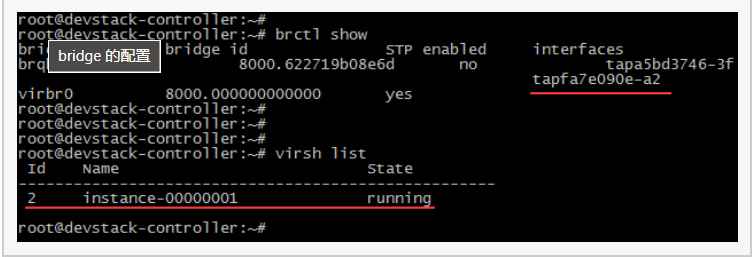 root@devstack-controller:~#
root@devstack-controller:~# brctl show
bridge id STP enabled interfaces
bridge 的配置
8000.622719b08e6d no tapa5bd3746-3f
tapfa7e090e-a2
virbr0 8000.000000000000 yes
root@devstack-controller:~#
root@devstack-controller:~#
root@devstack-controller:~#
root@devstack-controller:~# virsh list
Id Name State
----------------------------------------------------
2 instance-00000001 running
root@devstack-controller:~#